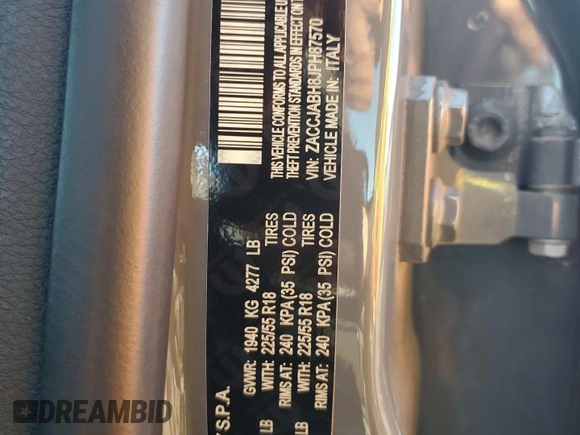 THIS VEHICLE CONFORMS TO ALL APPLICABLE
THEFT PREVENTION STANDARDS IN EFFECT ON
VIN: ZACCJABH8JPH87570
VEHICLE MADE IN: ITALY
S.P.A.
GVWR: 1940 KG 4277 LB
LB WITH: 225/55 R18 TIRES
RIMS AT: 240 KPA(35 PSI) COLD
LB WITH: 225/55 R18 TIRES
RIMS AT: 240 KPA(35 PSI) COLD
DREAMBID